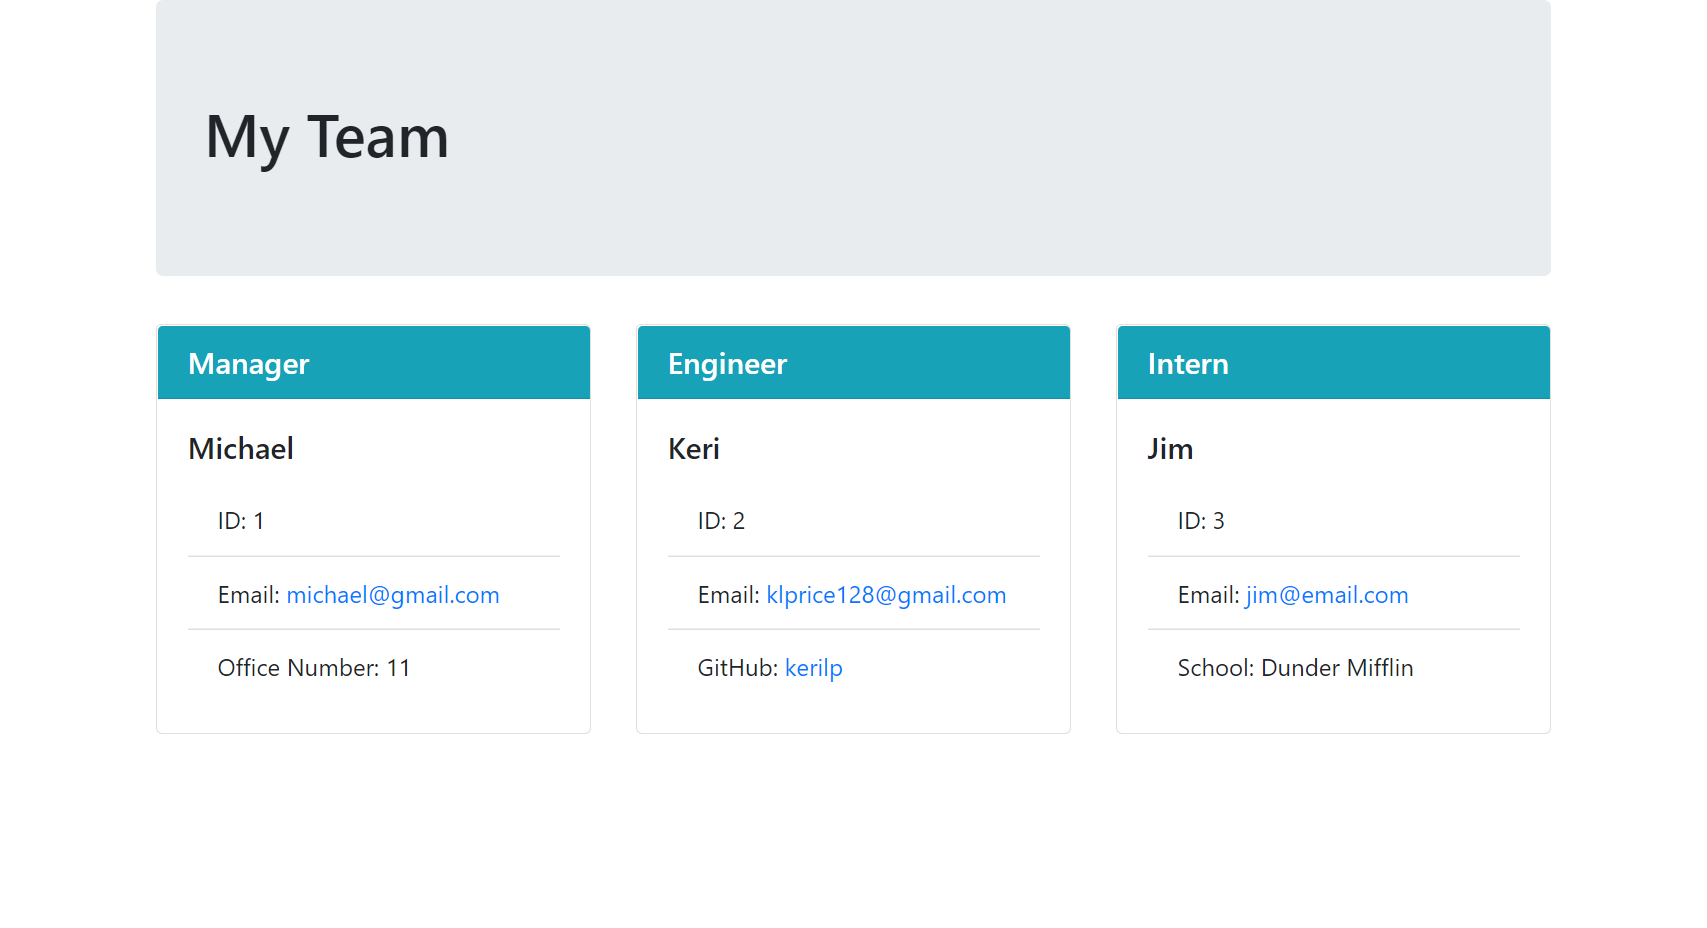 My Team
Manager
Michael
ID: 1
Email: michael@gmail.com
Office Number: 11
Engineer
Keri
ID: 2
Email: klprice128@gmail.com
GitHub: kerilp
Intern
Jim
ID: 3
Email: jim@email.com
School: Dunder Mifflin